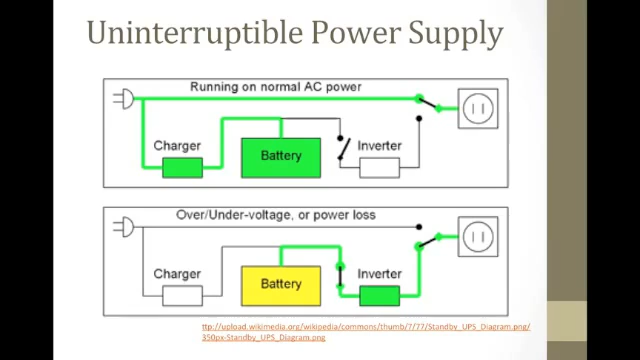 Uninterruptible Power Supply
Running on normal AC power
Charger
Battery
Inverter
Over/Under-voltage, or power loss
Charger
Battery
Inverter
ttp://upload.wikimedia.org/wikipedia/commons/thumb/7/77/Standby_UPS_Diagram.png/
350px-Standby_UPS_Diagram.png